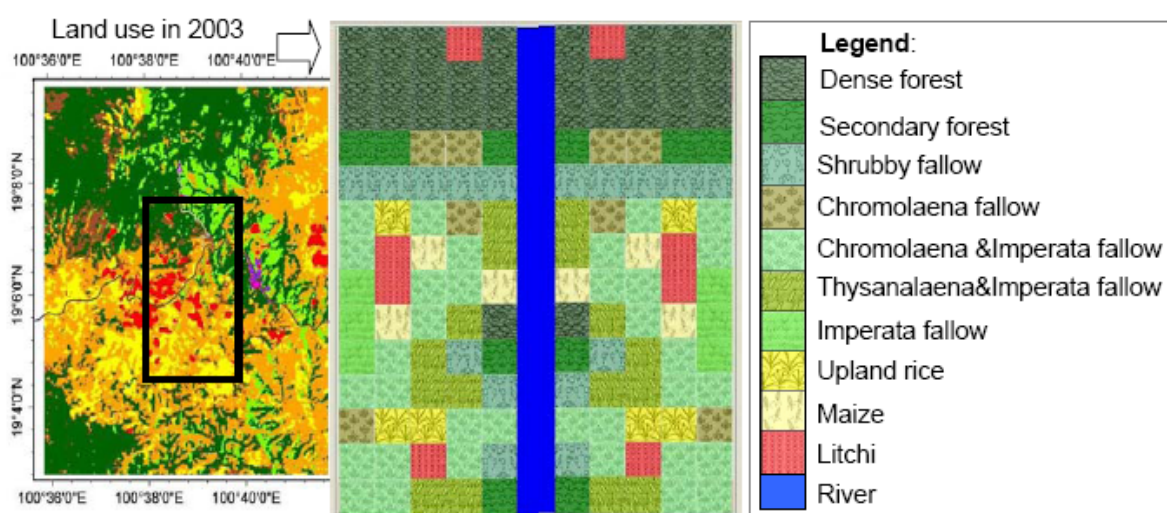 Land use in 2003
100°36'0"E 100°38'0"E 100°40'0"E
19°8'0"N
19°6'0"N
19°4'0"N
100°36'0"E 100°38'0"E 100°40'0"E
Legend:
Dense forest
Secondary forest
Shrubby fallow
Chromolaena fallow
Chromolaena &Imperata fallow
Thysanalaena&Imperata fallow
Imperata fallow
Upland rice
Maize
Litchi
River